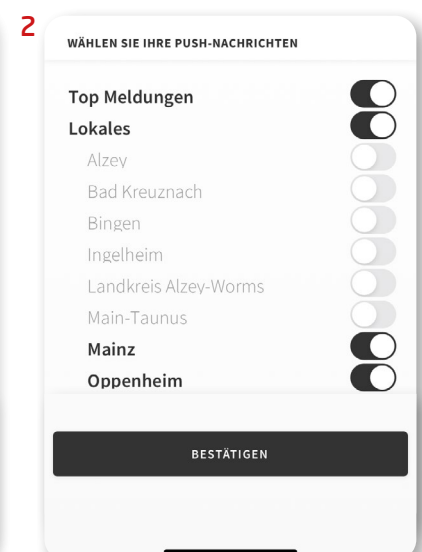 2
WÄHLEN SIE IHRE PUSH-NACHRICHTEN
Top Meldungen
Lokales
Alzey
Bad Kreuznach
Bingen
Ingelheim
Landkreis Alzey-Worms
Main-Taunus
Mainz
Oppenheim
BESTÄTIGEN